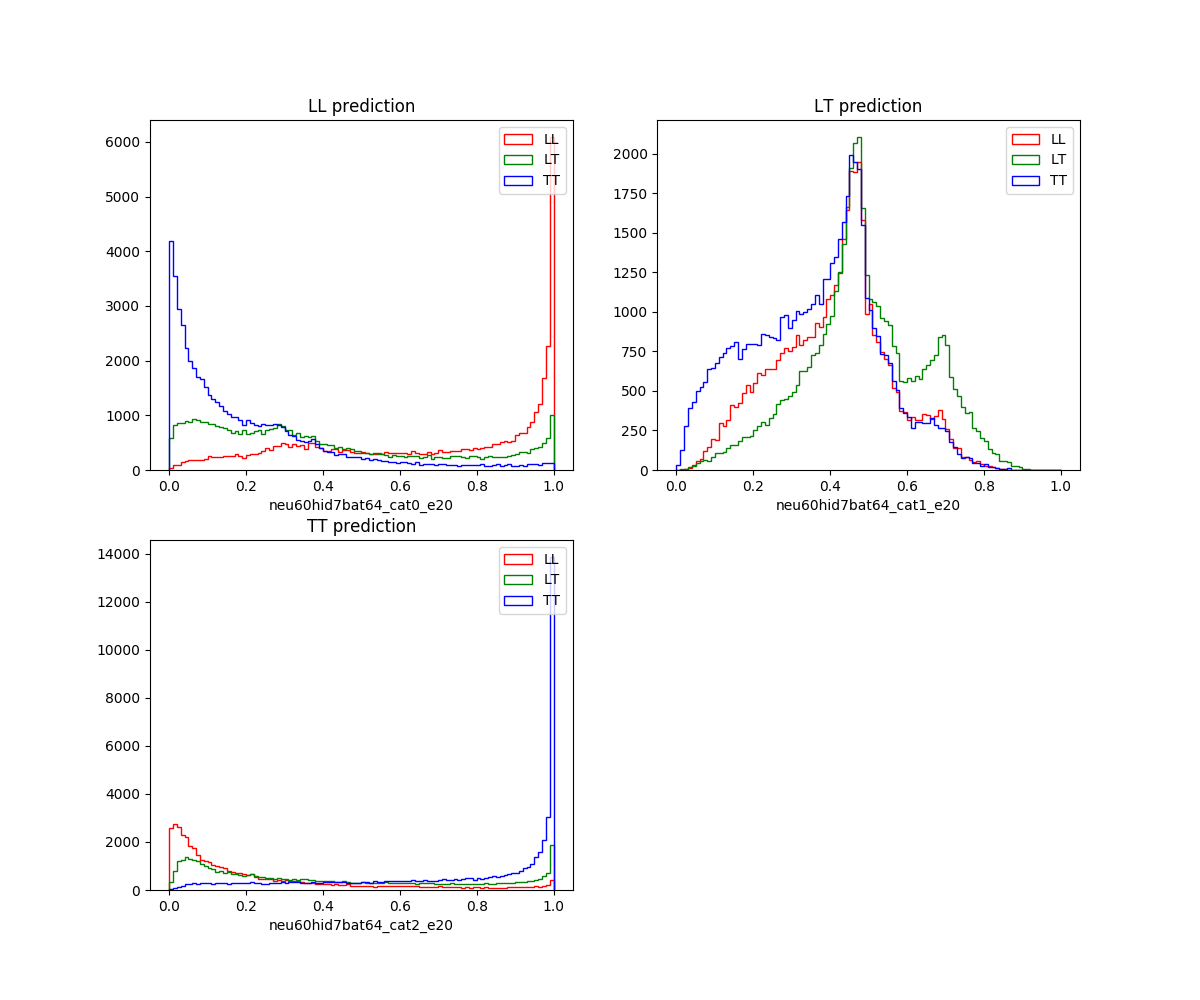 LL prediction
6000
5000
4000
3000
2000
1000
0
0.0 0.2 0.4 0.6 0.8 1.0
neu60hid7bat64_cat0_e20
LL
LT
TT
LT prediction
2000
1750
1500
1250
1000
750
500
250
0
0.0 0.2 0.4 0.6 0.8 1.0
neu60hid7bat64_cat1_e20
LL
LT
TT
TT prediction
14000
12000
10000
8000
6000
4000
2000
0
0.0 0.2 0.4 0.6 0.8 1.0
neu60hid7bat64_cat2_e20
LL
LT
TT